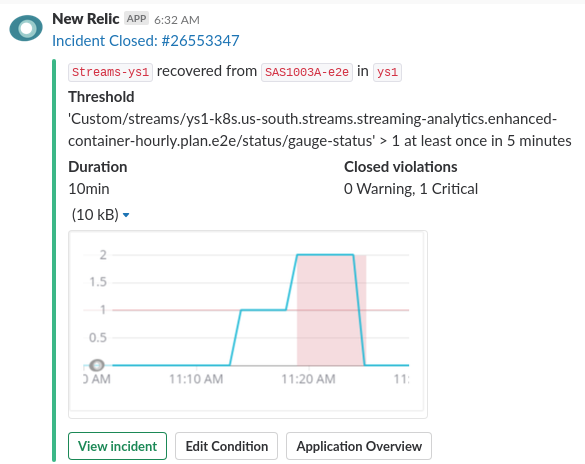 New Relic APP 6:32 AM
Incident Closed: #26553347
Streams-ys1 recovered from SAS1003A-e2e in ys1
Threshold
'Custom/streams/ys1-k8s.us-south.streams.streaming-analytics.enhanced-
container-hourly.plan.e2e/status/gauge-status' > 1 at least once in 5 minutes
Duration Closed violations
10min 0 Warning, 1 Critical
(10 kB)
2
1.5
1
0.5
AM 11:10 AM 11:20 AM 11:
View incident Edit Condition Application Overview